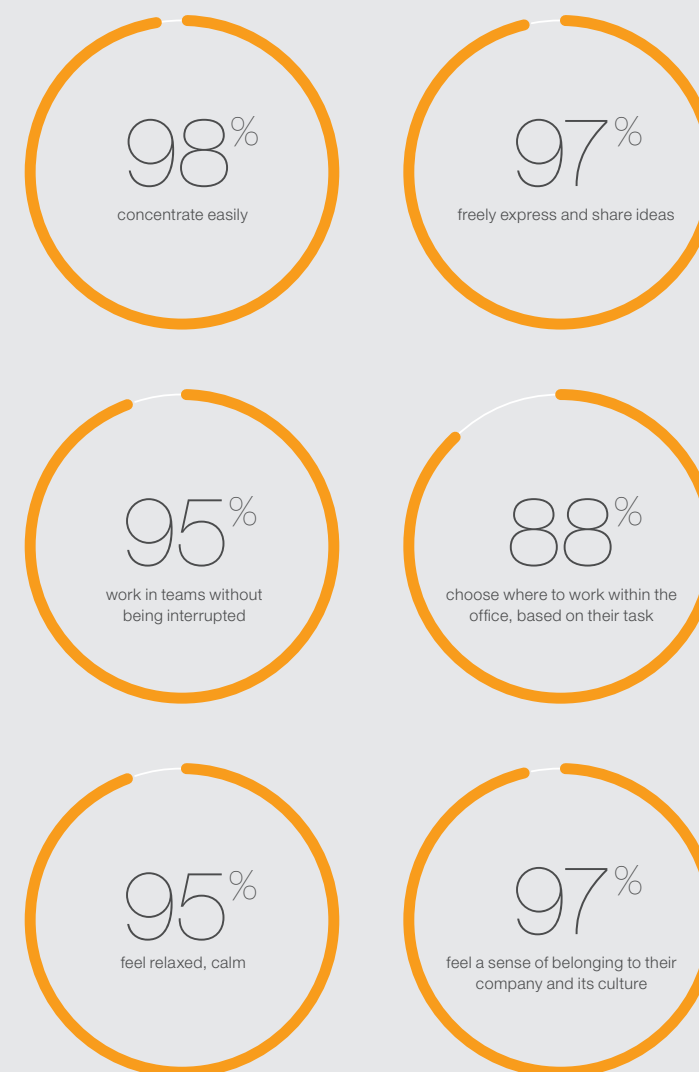 98%
concentrate easily
97%
freely express and share ideas
95%
work in teams without
being interrupted
88%
choose where to work within the
office, based on their task
95%
feel relaxed, calm
97%
feel a sense of belonging to their
company and its culture